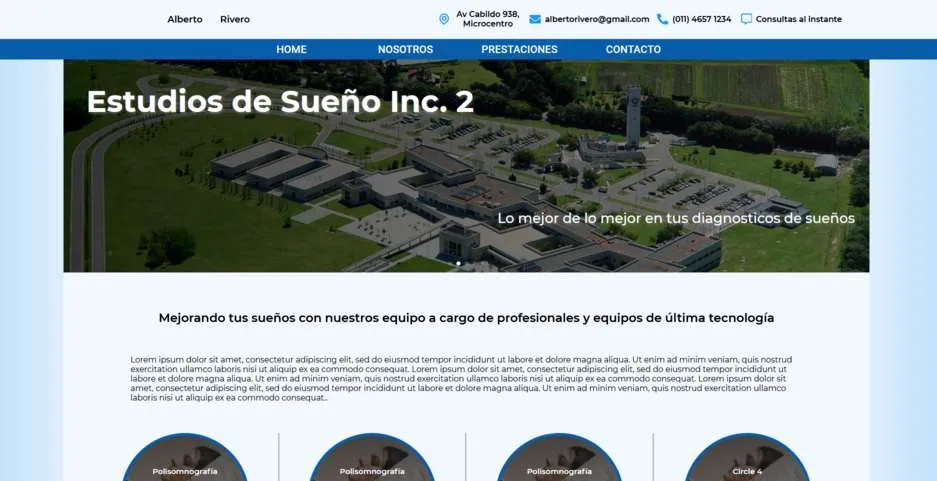 Alberto Rivero
Av Cabildo 938,
Microcentro
albertorivero@gmail.com
(011) 4657 1234
Consultas al instante
HOME NOSOTROS PRESTACIONES CONTACTO
Estudios de Sueño Inc. 2
Lo mejor de lo mejor en tus diagnosticos de sueños
Mejorando tus sueños con nuestros equipo a cargo de profesionales y equipos de última tecnología
Lorem ipsum dolor sit amet, consectetur adipiscing elit, sed do eiusmod tempor incididunt ut labore et dolore magna aliqua. Ut enim ad minim veniam, quis nostrud
exercitation ullamco laboris nisi ut aliquip ex ea commodo consequat. Lorem ipsum dolor sit amet, consectetur adipiscing elit, sed do eiusmod tempor incididunt ut
labore et dolore magna aliqua. Ut enim ad minim veniam, quis nostrud exercitation ullamco laboris nisi ut aliquip ex ea commodo consequat. Lorem ipsum dolor sit
amet, consectetur adipiscing elit, sed do eiusmod tempor incididunt ut labore et dolore magna aliqua. Ut enim ad minim veniam, quis nostrud exercitation ullamco
laboris nisi ut aliquip ex ea commodo consequat..
Polisomnografía Polisomnografía Polisomnografía Circle 4